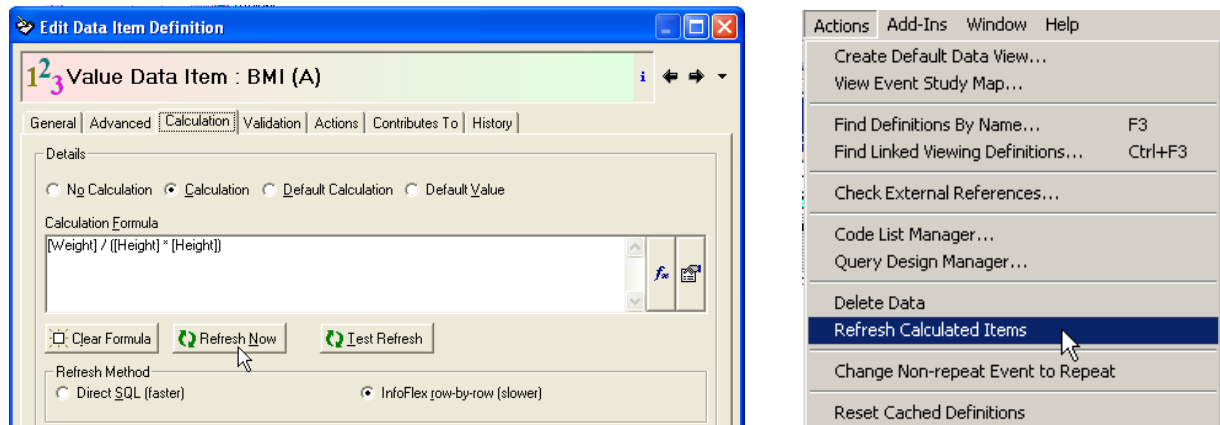 Edit Data Item Definition
123 Value Data Item : BMI (A)
i
General Advanced Calculation Validation Actions Contributes To History
Details
No Calculation Calculation Default Calculation Default Value
Calculation Formula
[Weight] / ([Height] * [Height])
fx
Clear Formula Refresh Now Test Refresh
Refresh Method
Direct SQL (faster) InfoFlex row-by-row (slower)
Actions Add-Ins Window Help
Create Default Data View...
View Event Study Map...
Find Definitions By Name... F3
Find Linked Viewing Definitions... Ctrl+F3
Check External References...
Code List Manager...
Query Design Manager...
Delete Data
Refresh Calculated Items
Change Non-repeat Event to Repeat
Reset Cached Definitions